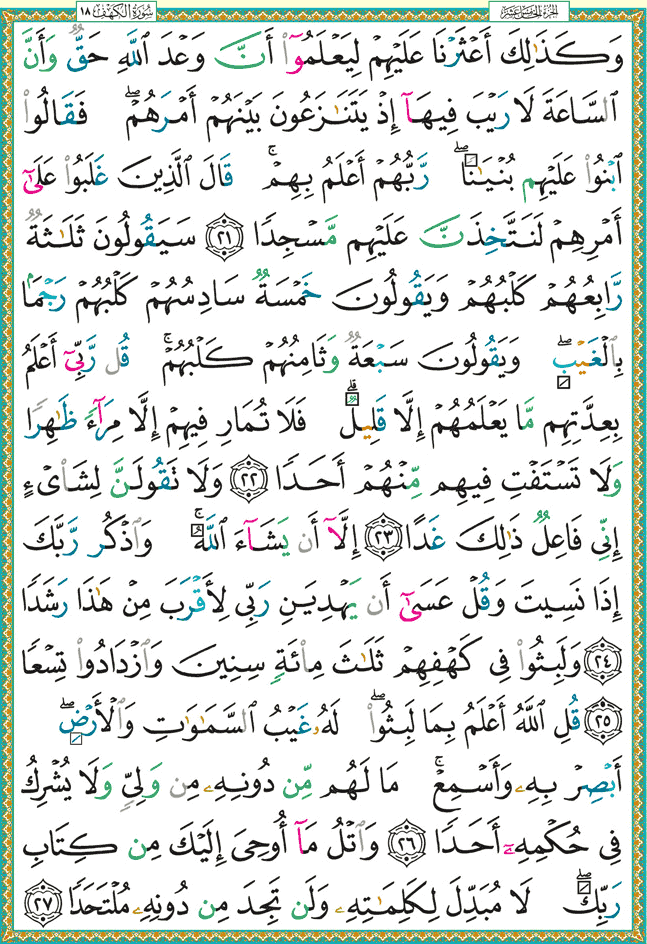 سُورَةُ الكَهْف ١٨
الجُزْءُ الخَامِسَ عَشَرَ
وَكَذَٰلِكَ أَعْثَرْنَا عَلَيْهِمْ لِيَعْلَمُوٓا۟ أَنَّ وَعْدَ ٱللَّهِ حَقٌّ وَأَنَّ
ٱلسَّاعَةَ لَا رَيْبَ فِيهَآ إِذْ يَتَنَٰزَعُونَ بَيْنَهُمْ أَمْرَهُمْ ۖ فَقَالُوا۟
ٱبْنُوا۟ عَلَيْهِم بُنْيَٰنًا ۖ رَّبُّهُمْ أَعْلَمُ بِهِمْ ۚ قَالَ ٱلَّذِينَ غَلَبُوا۟ عَلَىٰٓ
أَمْرِهِمْ لَنَتَّخِذَنَّ عَلَيْهِم مَّسْجِدًا ٢١ سَيَقُولُونَ ثَلَٰثَةٌ
رَّابِعُهُمْ كَلْبُهُمْ وَيَقُولُونَ خَمْسَةٌ سَادِسُهُمْ كَلْبُهُمْ رَجْمًۢا
بِٱلْغَيْبِ ۖ وَيَقُولُونَ سَبْعَةٌ وَثَامِنُهُمْ كَلْبُهُمْ ۚ قُل رَّبِّىٓ أَعْلَمُ
بِعِدَّتِهِم مَّا يَعْلَمُهُمْ إِلَّا قَلِيلٌ ۗ فَلَا تُمَارِ فِيهِمْ إِلَّا مِرَآءً ظَٰهِرًا
وَلَا تَسْتَفْتِ فِيهِم مِّنْهُمْ أَحَدًا ٢٢ وَلَا تَقُولَنَّ لِشَا۟ىْءٍ
إِنِّى فَاعِلٌ ذَٰلِكَ غَدًا ٢٣ إِلَّآ أَن يَشَآءَ ٱللَّهُ ۚ وَٱذْكُر رَّبَّكَ
إِذَا نَسِيتَ وَقُلْ عَسَىٰٓ أَن يَهْدِيَنِ رَبِّى لِأَقْرَبَ مِنْ هَٰذَا رَشَدًا
٢٤ وَلَبِثُوا۟ فِى كَهْفِهِمْ ثَلَٰثَ مِا۟ئَةٍ سِنِينَ وَٱزْدَادُوا۟ تِسْعًا
٢٥ قُلِ ٱللَّهُ أَعْلَمُ بِمَا لَبِثُوا۟ ۖ لَهُۥ غَيْبُ ٱلسَّمَٰوَٰتِ وَٱلْأَرْضِ ۖ
أَبْصِرْ بِهِۦ وَأَسْمِعْ ۚ مَا لَهُم مِّن دُونِهِۦ مِن وَلِىٍّ وَلَا يُشْرِكُ
فِى حُكْمِهِۦٓ أَحَدًا ٢٦ وَٱتْلُ مَآ أُوحِىَ إِلَيْكَ مِن كِتَابِ
رَبِّكَ ۖ لَا مُبَدِّلَ لِكَلِمَٰتِهِۦ وَلَن تَجِدَ مِن دُونِهِۦ مُلْتَحَدًا ٢٧